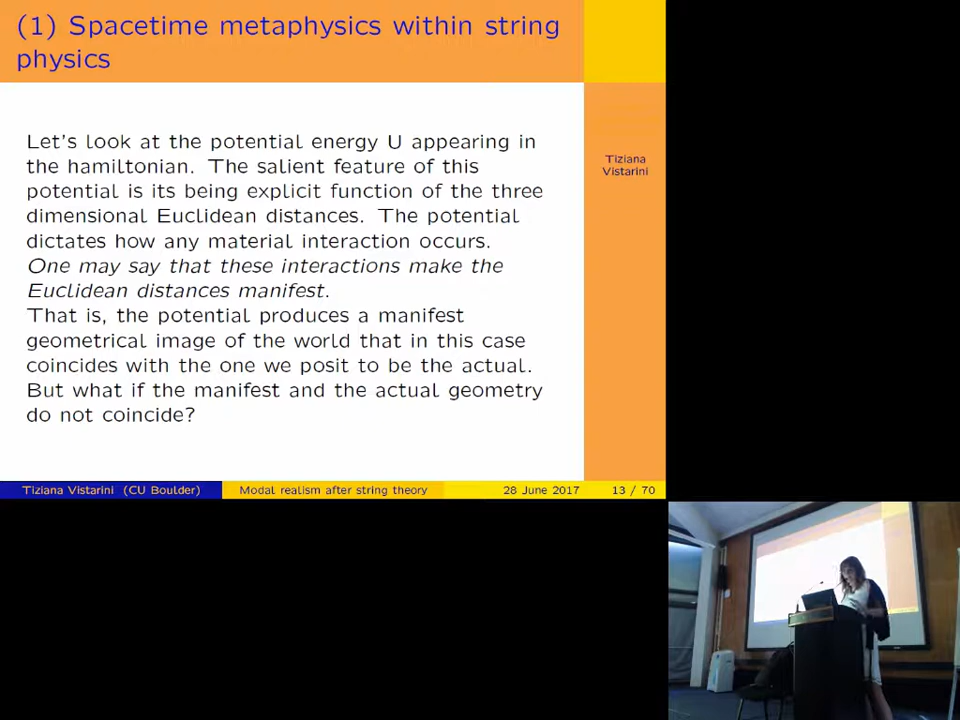 (1) Spacetime metaphysics within string
physics
Let's look at the potential energy U appearing in
the hamiltonian. The salient feature of this
potential is its being explicit function of the three
dimensional Euclidean distances. The potential
dictates how any material interaction occurs.
One may say that these interactions make the
Euclidean distances manifest.
That is, the potential produces a manifest
geometrical image of the world that in this case
coincides with the one we posit to be the actual.
But what if the manifest and the actual geometry
do not coincide?
Tiziana
Vistarini
Tiziana Vistarini (CU Boulder) Modal realism after string theory 28 June 2017 13 / 70